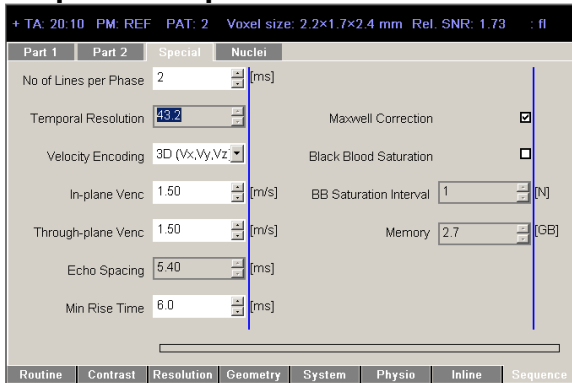 + TA: 20:10 PM: REF PAT: 2 Voxel size: 2.2×1.7×2.4 mm Rel. SNR: 1.73 : fl
Part 1 Part 2 Special Nuclei
No of Lines per Phase 2 [ms]
Temporal Resolution 43.2 Maxwell Correction
Velocity Encoding 3D (Vx,Vy,Vz) Black Blood Saturation
In-plane Venc 1.50 [m/s] BB Saturation Interval 1 [N]
Through-plane Venc 1.50 [m/s] Memory 2.7 [GB]
Echo Spacing 5.40 [ms]
Min Rise Time 6.0 [ms]
Routine Contrast Resolution Geometry System Physio Inline Sequence